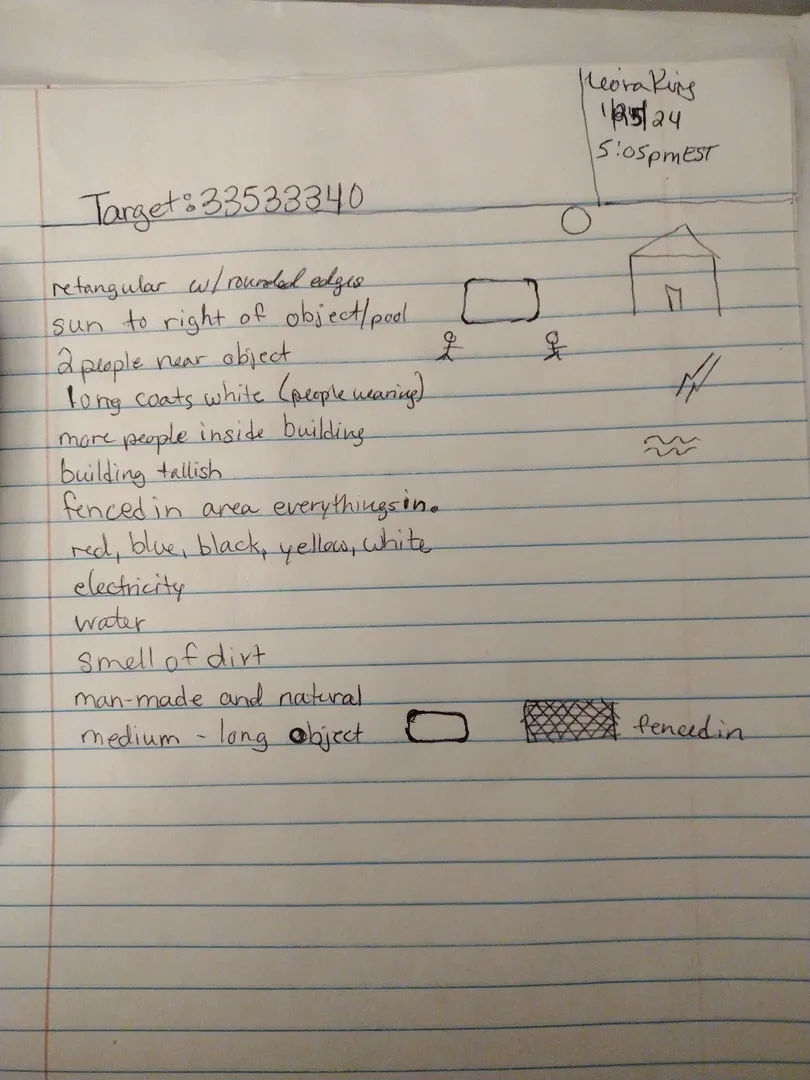 Leora King
1/25/24
5:05pm EST
Target: 33533340
retangular w/rounded edges
sun to right of object/pool
2 people near object
long coats white (people wearing)
more people inside building
building tallish
fenced in area everythings in.
red, blue, black, yellow, white
electricity
water
smell of dirt
man-made and natural
medium - long object
fenced in